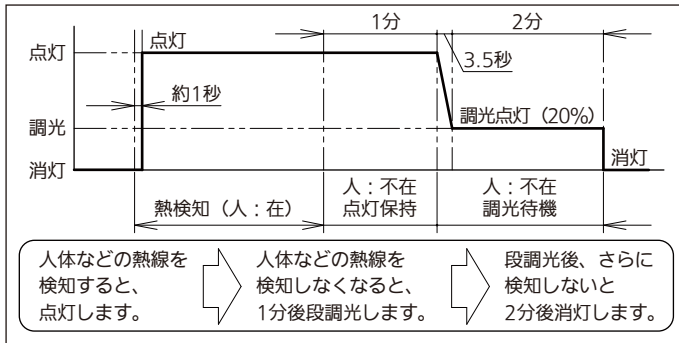 1分
2分
点灯
点灯
3.5秒
約1秒
調光
調光点灯（20%）
消灯
消灯
熱検知（人：在）
人：不在
点灯保持
人：不在
調光待機
人体などの熱線を
検知すると、
点灯します。
人体などの熱線を
検知しなくなると、
1分後段調光します。
段調光後、さらに
検知しないと
2分後消灯します。